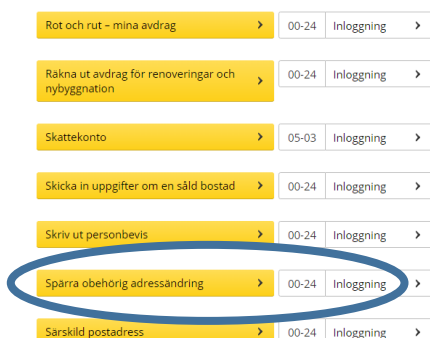 Rot och rut – mina avdrag 00-24 Inloggning
Räkna ut avdrag för renoveringar och 00-24 Inloggning
nybyggnation
Skattekonto 05-03 Inloggning
Skicka in uppgifter om en såld bostad 00-24 Inloggning
Skriv ut personbevis 00-24 Inloggning
Spärra obehörig adressändring 00-24 Inloggning
Särskild postadress 00-24 Inloggning